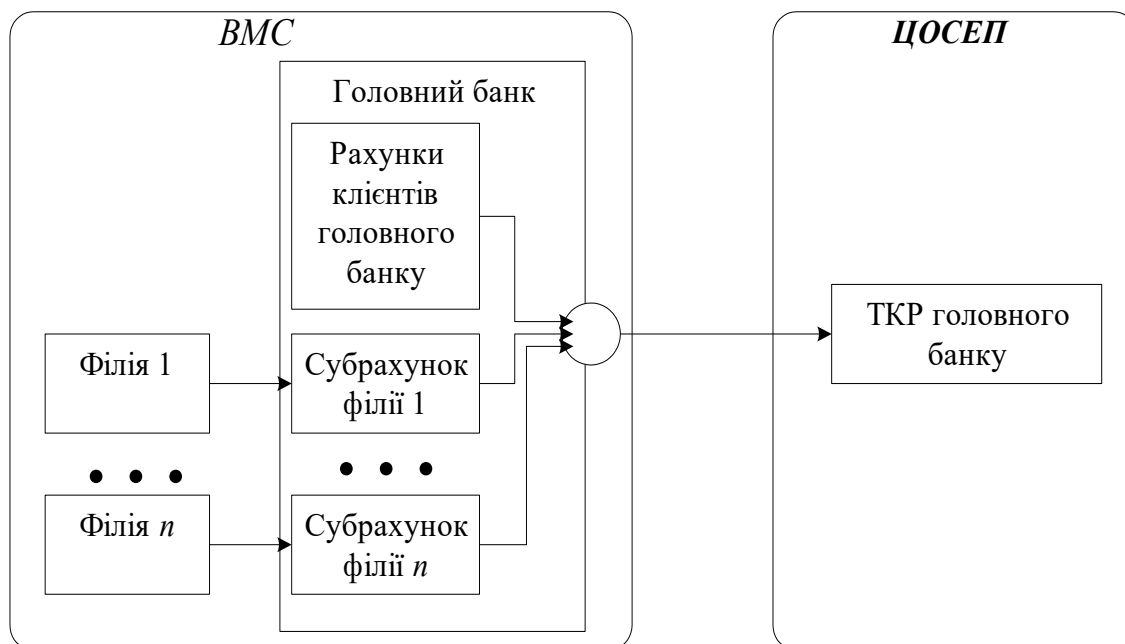 ВМС
ЦОСЕП
Головний банк
Рахунки
клієнтів
головного
банку
ТКР головного
банку
Філія 1
Субрахунок
філії 1
Філія n
Субрахунок
філії n